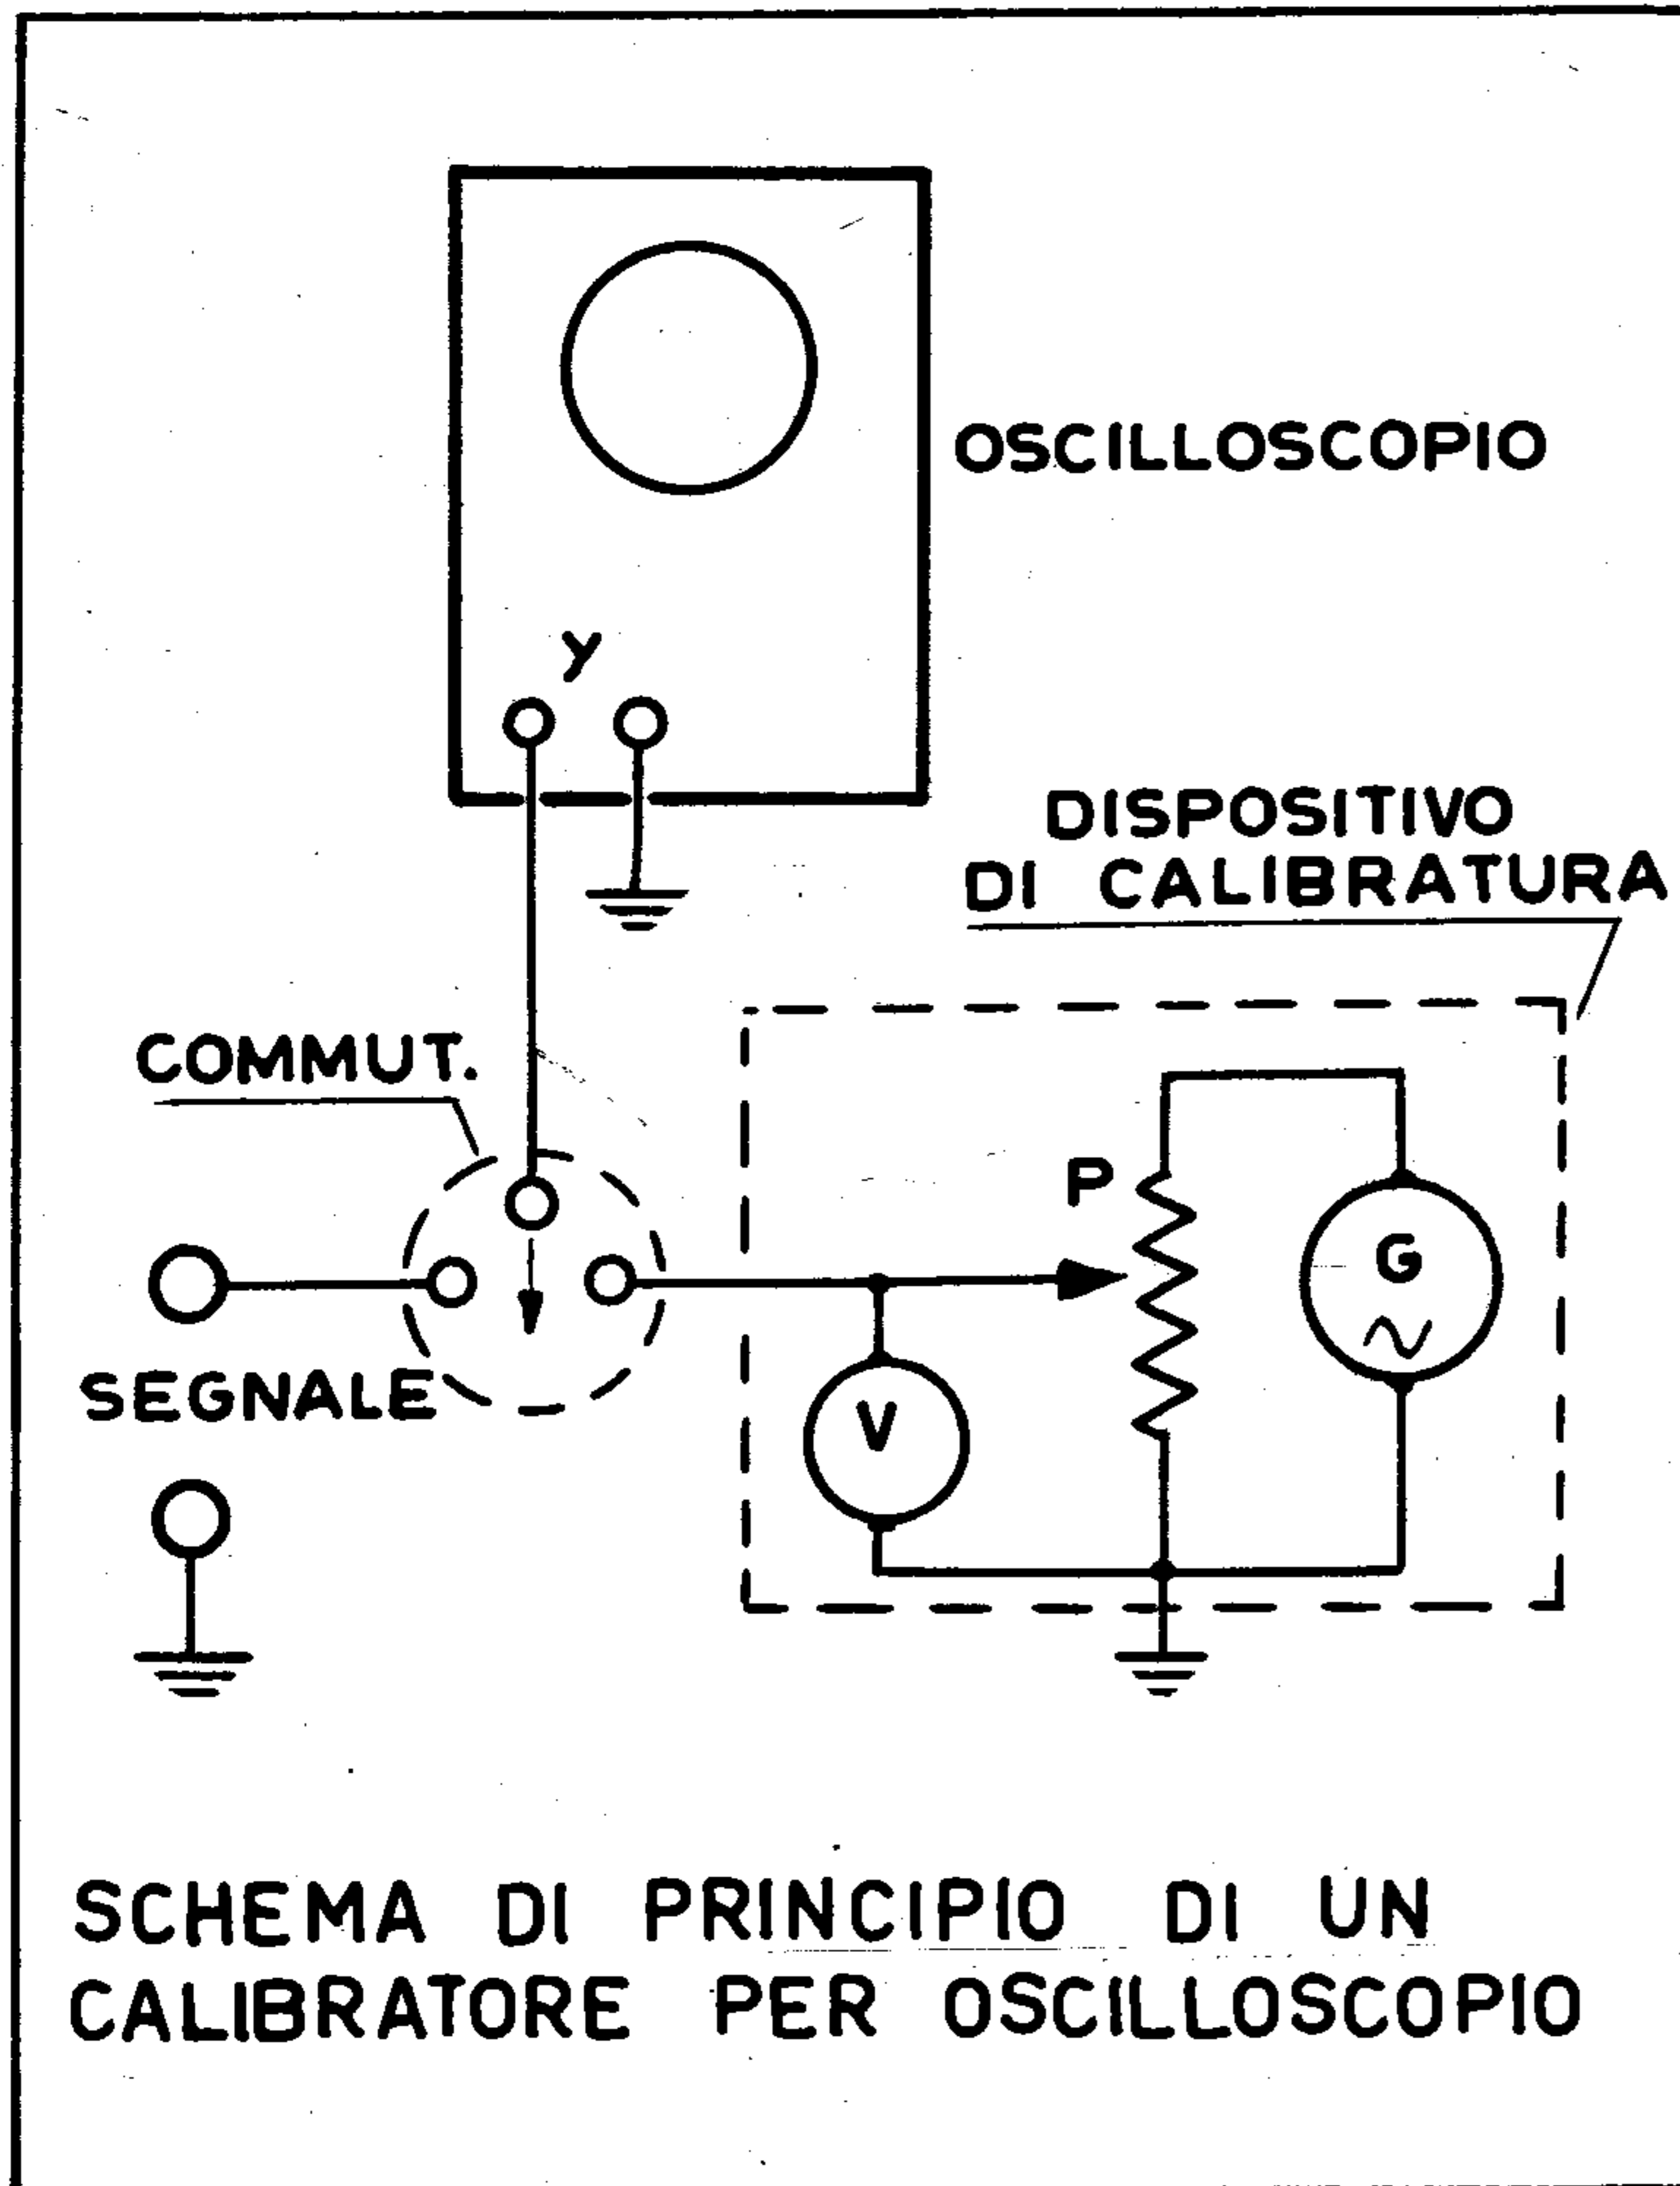 OSCILLOSCOPIO
Y
DISPOSITIVO
DI CALIBRATURA
COMMUT.
P
G
SEGNALE
V
SCHEMA DI PRINCIPIO DI UN
CALIBRATORE PER OSCILLOSCOPIO